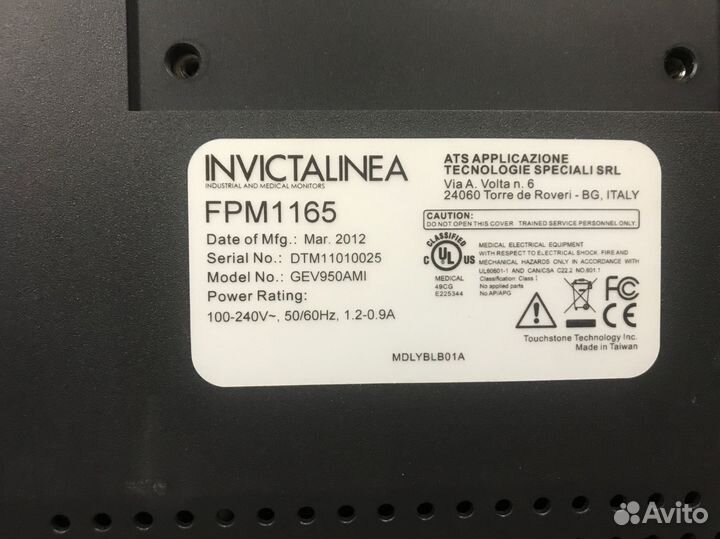 INVICTALINEA
INDUSTRIAL AND MEDICAL MONITORS
FPM1165
Date of Mfg.: Mar. 2012
Serial No.: DTM11010025
Model No.: GEV950AMI
Power Rating:
100-240V~, 50/60Hz, 1.2-0.9A
ATS APPLICAZIONE
TECNOLOGIE SPECIALI SRL
Via A. Volta n. 6
24060 Torre de Roveri - BG, ITALY
CAUTION:
DO NOT OPEN THIS COVER TRAINED SERVICE PERSONNEL ONLY
CLASSIFIED
C UL US
MEDICAL ELECTRICAL EQUIPMENT
WITH RESPECT TO ELECTRICAL SHOCK. FIRE AND
MECHANICAL HAZARDS ONLY IN ACCORDANCE WITH
UL60601-1 AND CAN/CSA C22.2 NO.601.1
MEDICAL
49CG
E225344
Classification: Class I
No applied parts
No AP/APG
FC
CE
Touchstone Technology Inc.
Made in Taiwan
MDLYBLB01A
Avito